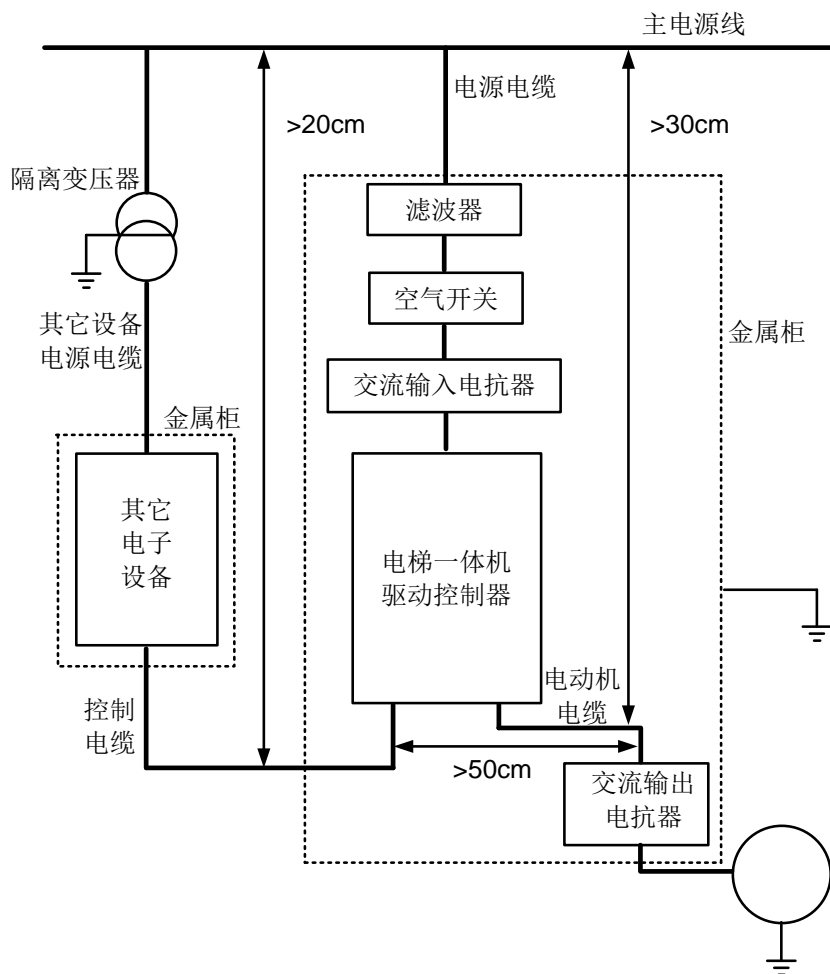 主电源线
电源电缆
>20cm
>30cm
隔离变压器
滤波器
空气开关
其它设备
电源电缆
金属柜
交流输入电抗器
金属柜
其它
电子
设备
电梯一体机
驱动控制器
电动机
电缆
控制
电缆
>50cm
交流输出
电抗器